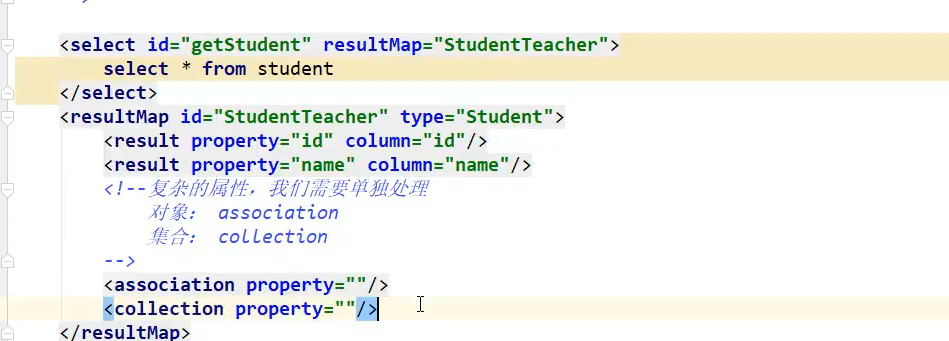 <select id="getStudent" resultMap="StudentTeacher">
select * from student
</select>
<resultMap id="StudentTeacher" type="Student">
<result property="id" column="id"/>
<result property="name" column="name"/>
<!--复杂的属性，我们需要单独处理
对象： association
集合： collection
-->
<association property=""/>
<collection property=""/>
</resultMap>